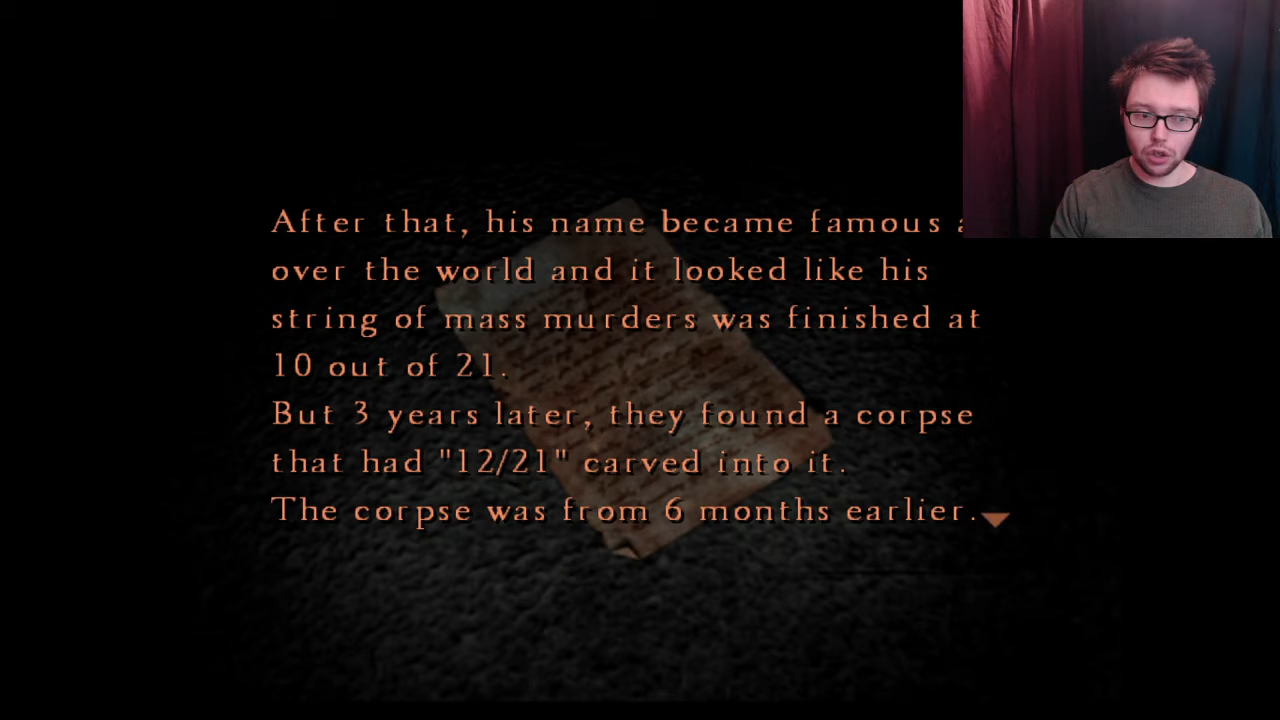 After that, his name became famous
over the world and it looked like his
string of mass murders was finished at
10 out of 21.
But 3 years later, they found a corpse
that had "12/21" carved into it.
The corpse was from 6 months earlier.